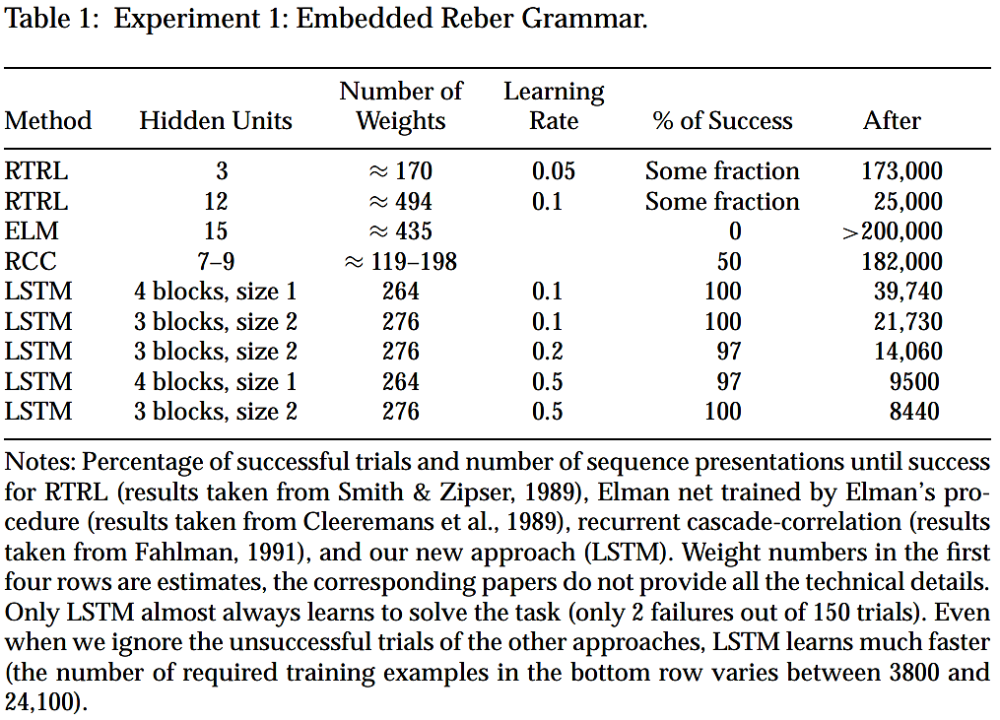 Table 1: Experiment 1: Embedded Reber Grammar.
Number of Learning
Method Hidden Units Weights Rate % of Success After
RTRL 3 ≈ 170 0.05 Some fraction 173,000
RTRL 12 ≈ 494 0.1 Some fraction 25,000
ELM 15 ≈ 435 0 >200,000
RCC 7–9 ≈ 119–198 50 182,000
LSTM 4 blocks, size 1 264 0.1 100 39,740
LSTM 3 blocks, size 2 276 0.1 100 21,730
LSTM 3 blocks, size 2 276 0.2 97 14,060
LSTM 4 blocks, size 1 264 0.5 97 9500
LSTM 3 blocks, size 2 276 0.5 100 8440
Notes: Percentage of successful trials and number of sequence presentations until success
for RTRL (results taken from Smith & Zipser, 1989), Elman net trained by Elman's pro-
cedure (results taken from Cleeremans et al., 1989), recurrent cascade-correlation (results
taken from Fahlman, 1991), and our new approach (LSTM). Weight numbers in the first
four rows are estimates, the corresponding papers do not provide all the technical details.
Only LSTM almost always learns to solve the task (only 2 failures out of 150 trials). Even
when we ignore the unsuccessful trials of the other approaches, LSTM learns much faster
(the number of required training examples in the bottom row varies between 3800 and
24,100).